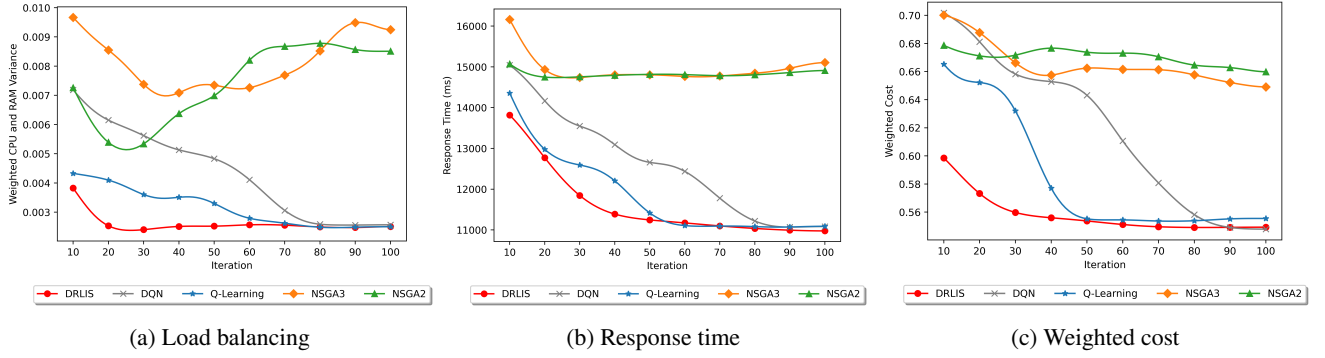 0.010
0.009
0.008
0.007
0.006
0.005
0.004
0.003
Weighted CPU and RAM Variance
10 20 30 40 50 60 70 80 90 100
Iteration
DRLIS DQN Q-Learning NSGA3 NSGA2
(a) Load balancing
16000
15000
14000
13000
12000
11000
Response Time (ms)
10 20 30 40 50 60 70 80 90 100
Iteration
DRLIS DQN Q-Learning NSGA3 NSGA2
(b) Response time
0.70
0.68
0.66
0.64
0.62
0.60
0.58
0.56
Weighted Cost
10 20 30 40 50 60 70 80 90 100
Iteration
DRLIS DQN Q-Learning NSGA3 NSGA2
(c) Weighted cost